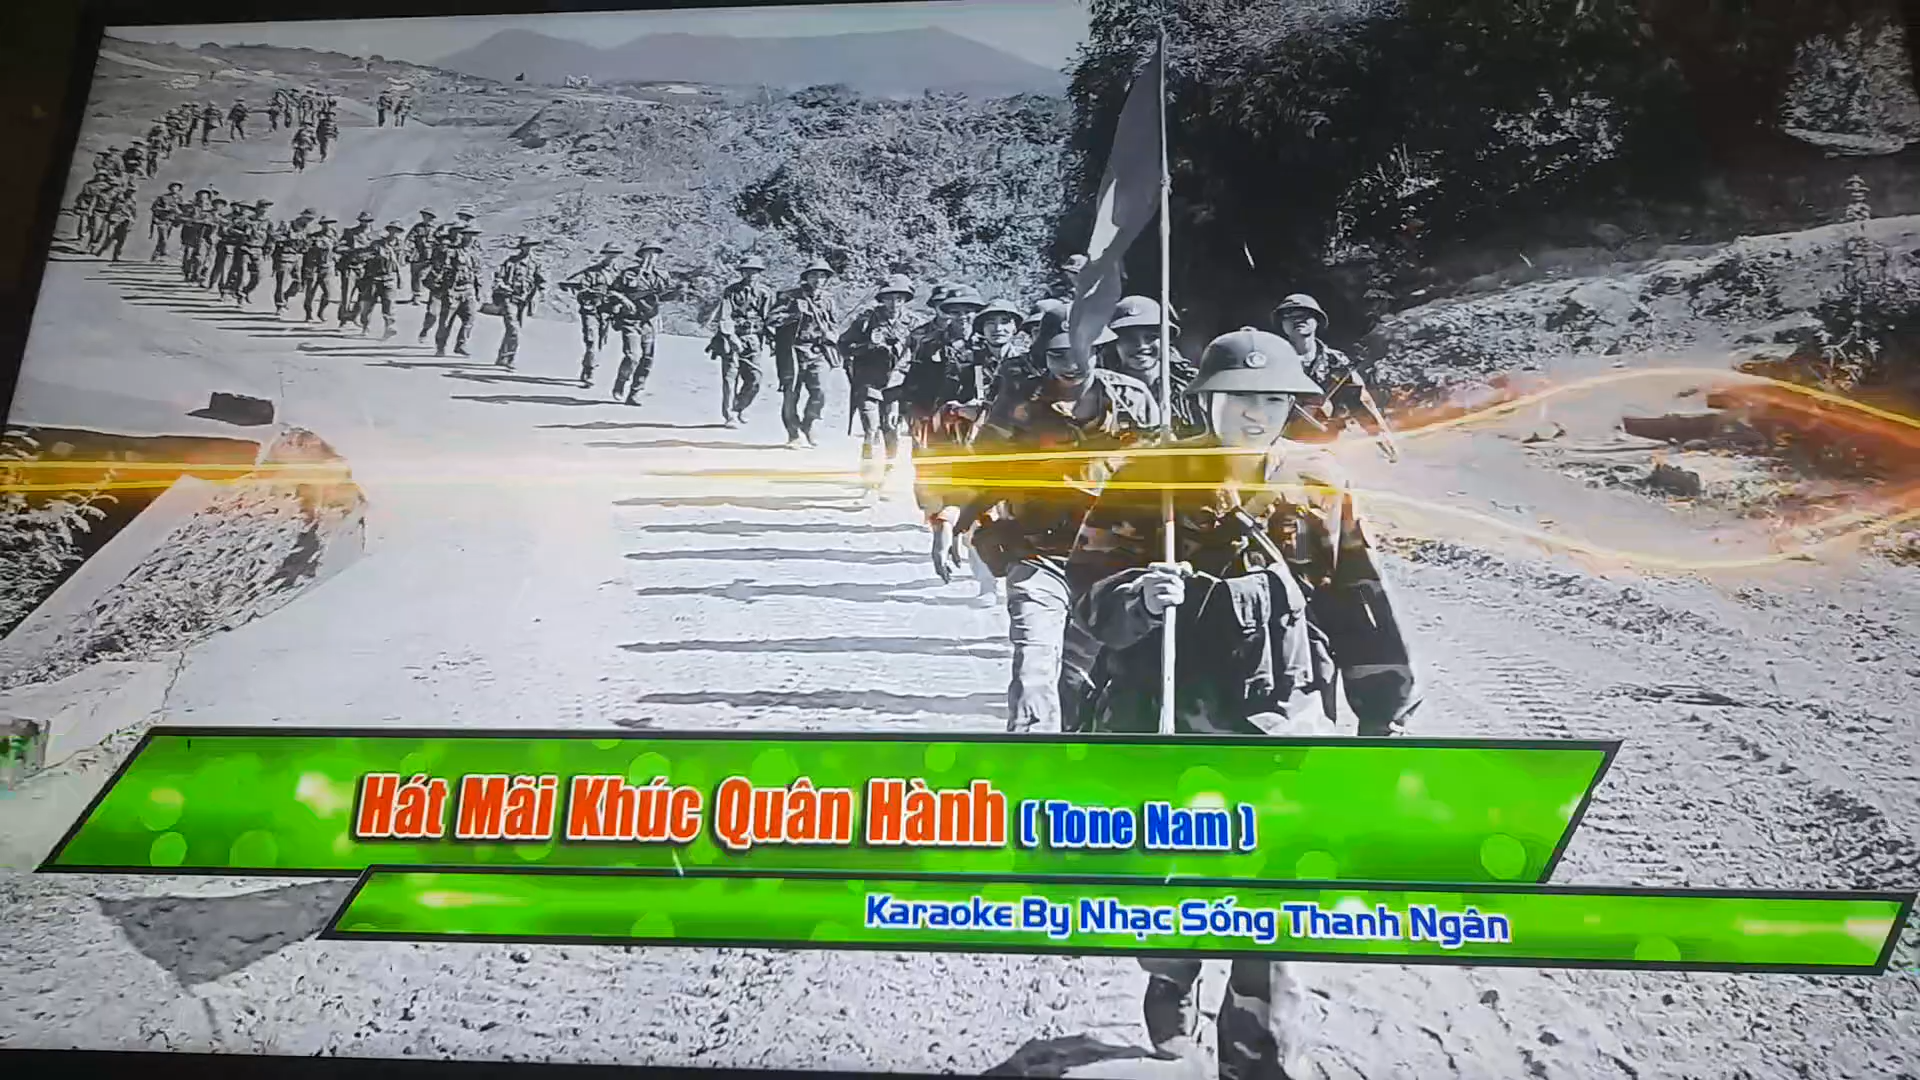 Hát Mãi Khúc Quân Hành ( Tone Nam )
Karaoke By Nhạc Sống Thanh Ngân